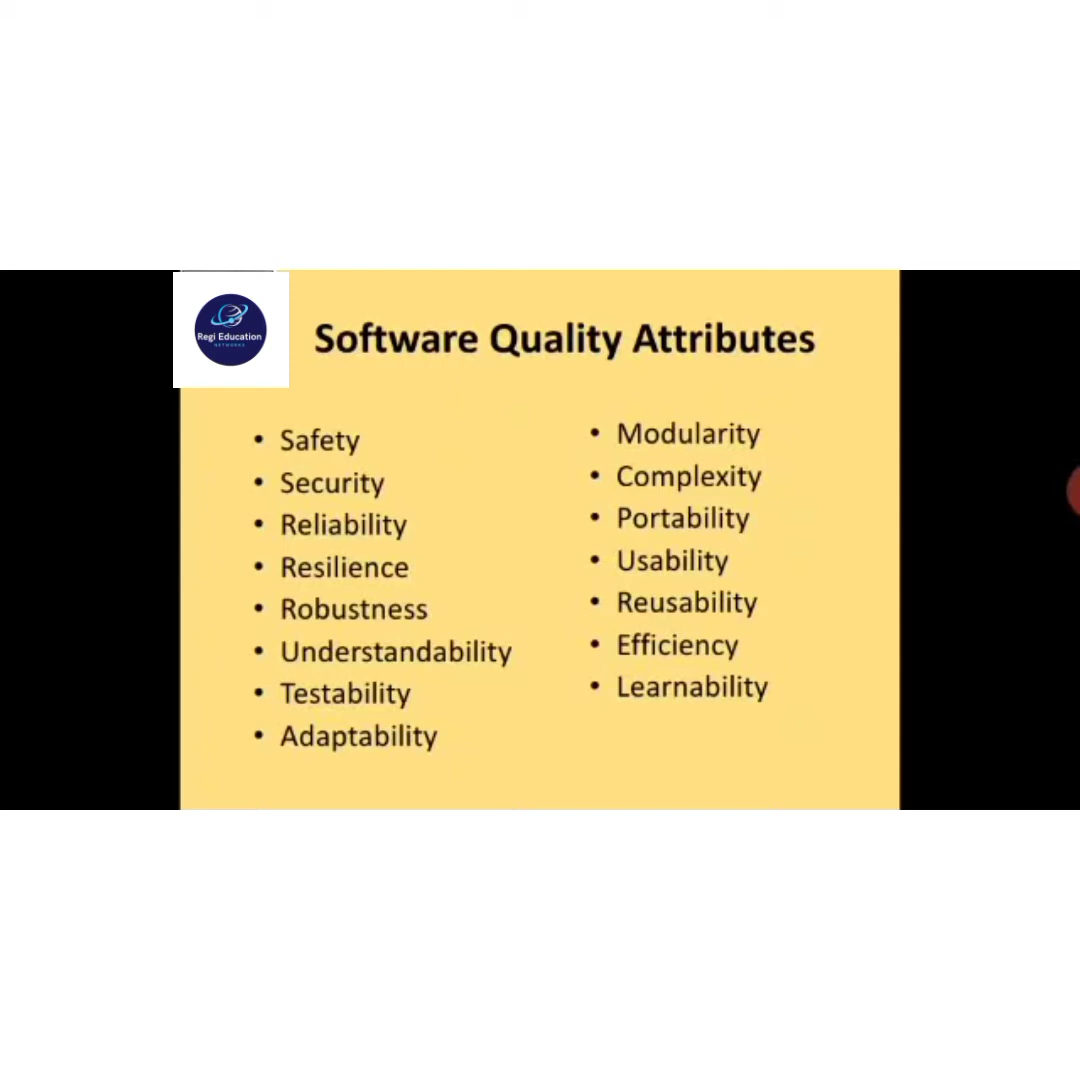 Regi Education
NETWORKS
Software Quality Attributes
• Safety
• Security
• Reliability
• Resilience
• Robustness
• Understandability
• Testability
• Adaptability
• Modularity
• Complexity
• Portability
• Usability
• Reusability
• Efficiency
• Learnability